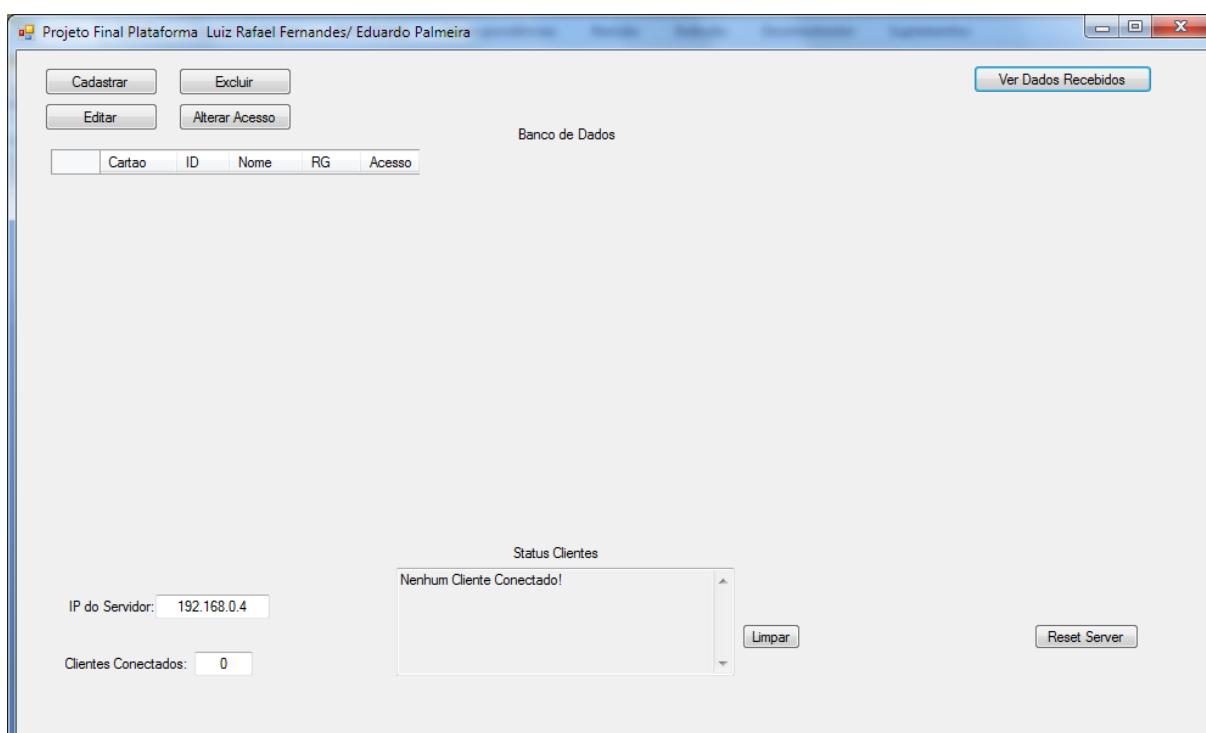 Projeto Final Plataforma Luiz Rafael Fernandes/ Eduardo Palmeira
Cadastrar Excluir Ver Dados Recebidos
Editar Alterar Acesso
Banco de Dados
Cartao ID Nome RG Acesso
Status Clientes
Nenhum Cliente Conectado!
IP do Servidor: 192.168.0.4
Limpar Reset Server
Clientes Conectados: 0